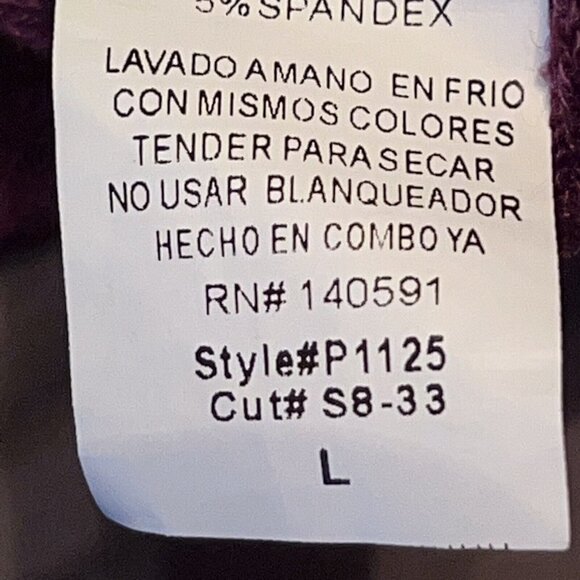 5% SPANDEX
LAVADO A MANO EN FRIO
CON MISMOS COLORES
TENDER PARA SECAR
NO USAR BLANQUEADOR
HECHO EN COMBOYA
RN# 140591
Style#P1125
Cut# S8-33
L